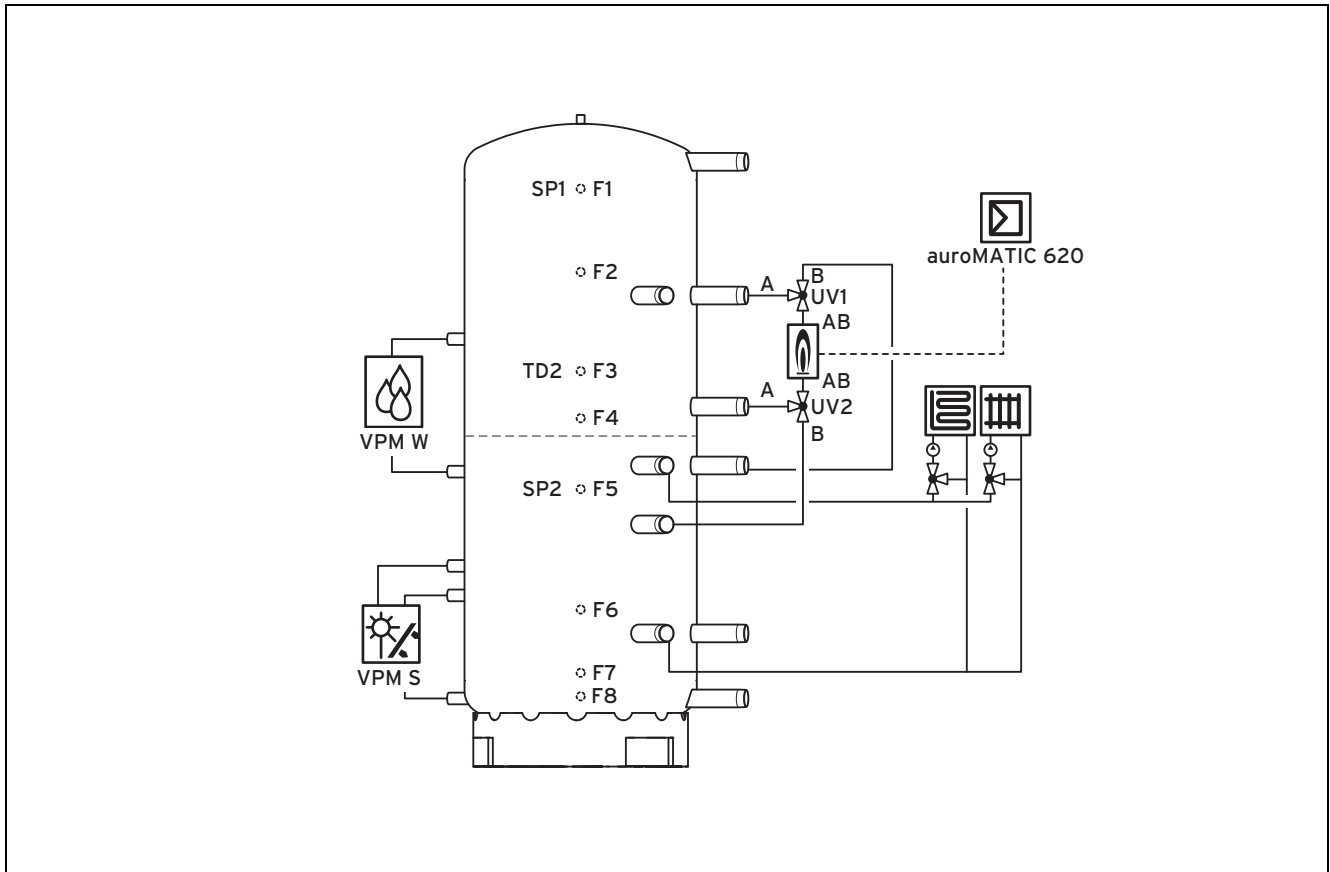 SP1 F1
auroMATIC 620
F2
B
A
UV1
AB
VPM W
TD2 F3
AB
A
UV2
F4
B
SP2 F5
F6
VPM S
F7
F8